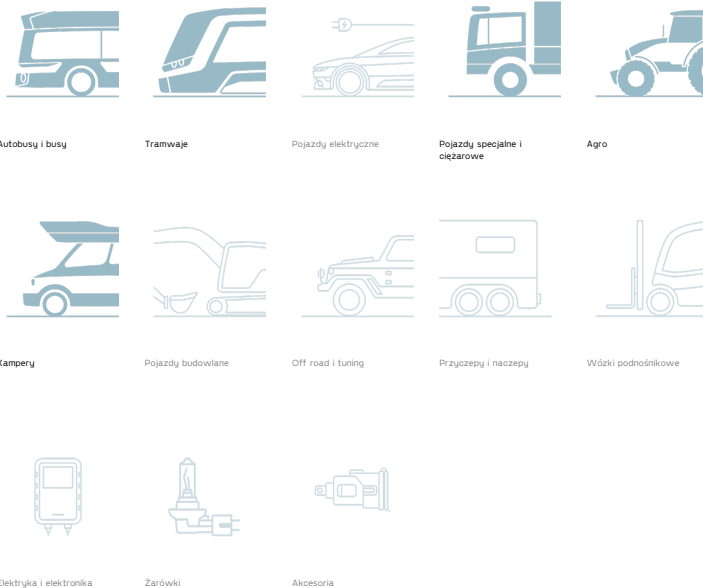 Autobusy i busy
Tramwaje
Pojazdy elektryczne
Pojazdy specjalne i
ciężarowe
Agro
Kampery
Pojazdy budowlane
Off road i tuning
Przyczepy i naczepy
Wózki podnośnikowe
Elektryka i elektronika
Żarówki
Akcesoria